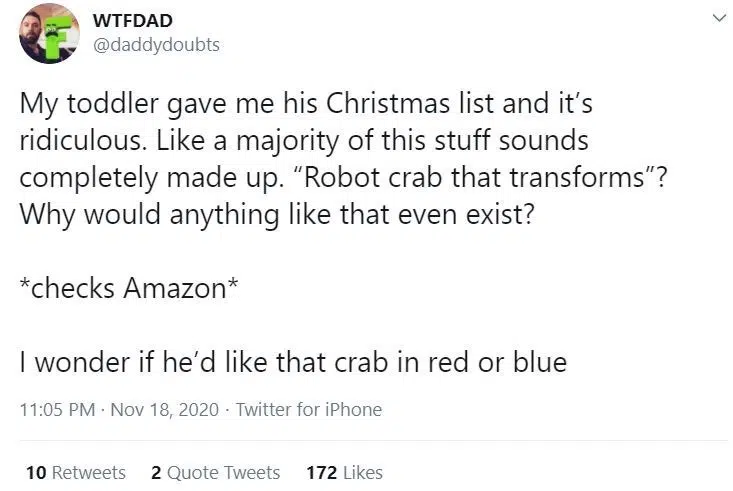 WTFDAD
@daddydoubts
My toddler gave me his Christmas list and it’s
ridiculous. Like a majority of this stuff sounds
completely made up. “Robot crab that transforms”?
Why would anything like that even exist?
*checks Amazon*
I wonder if he’d like that crab in red or blue
11:05 PM · Nov 18, 2020 · Twitter for iPhone
10 Retweets 2 Quote Tweets 172 Likes